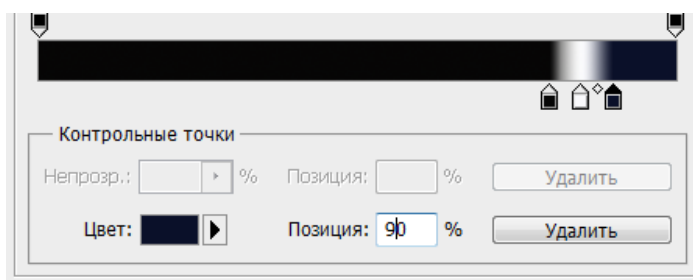 Контрольные точки
Непрозр.: % Позиция: % Удалить
Цвет: Позиция: 90 % Удалить